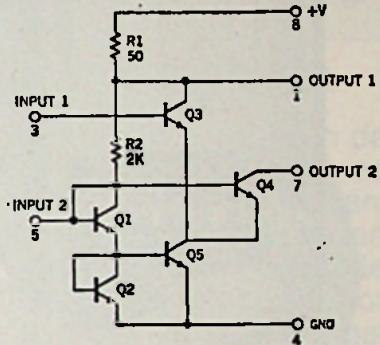 +V
8
R1
50
OUTPUT 1
1
INPUT 1
3
Q3
R2
2K
OUTPUT 2
7
Q4
INPUT 2
5
Q1
Q5
Q2
GND
4